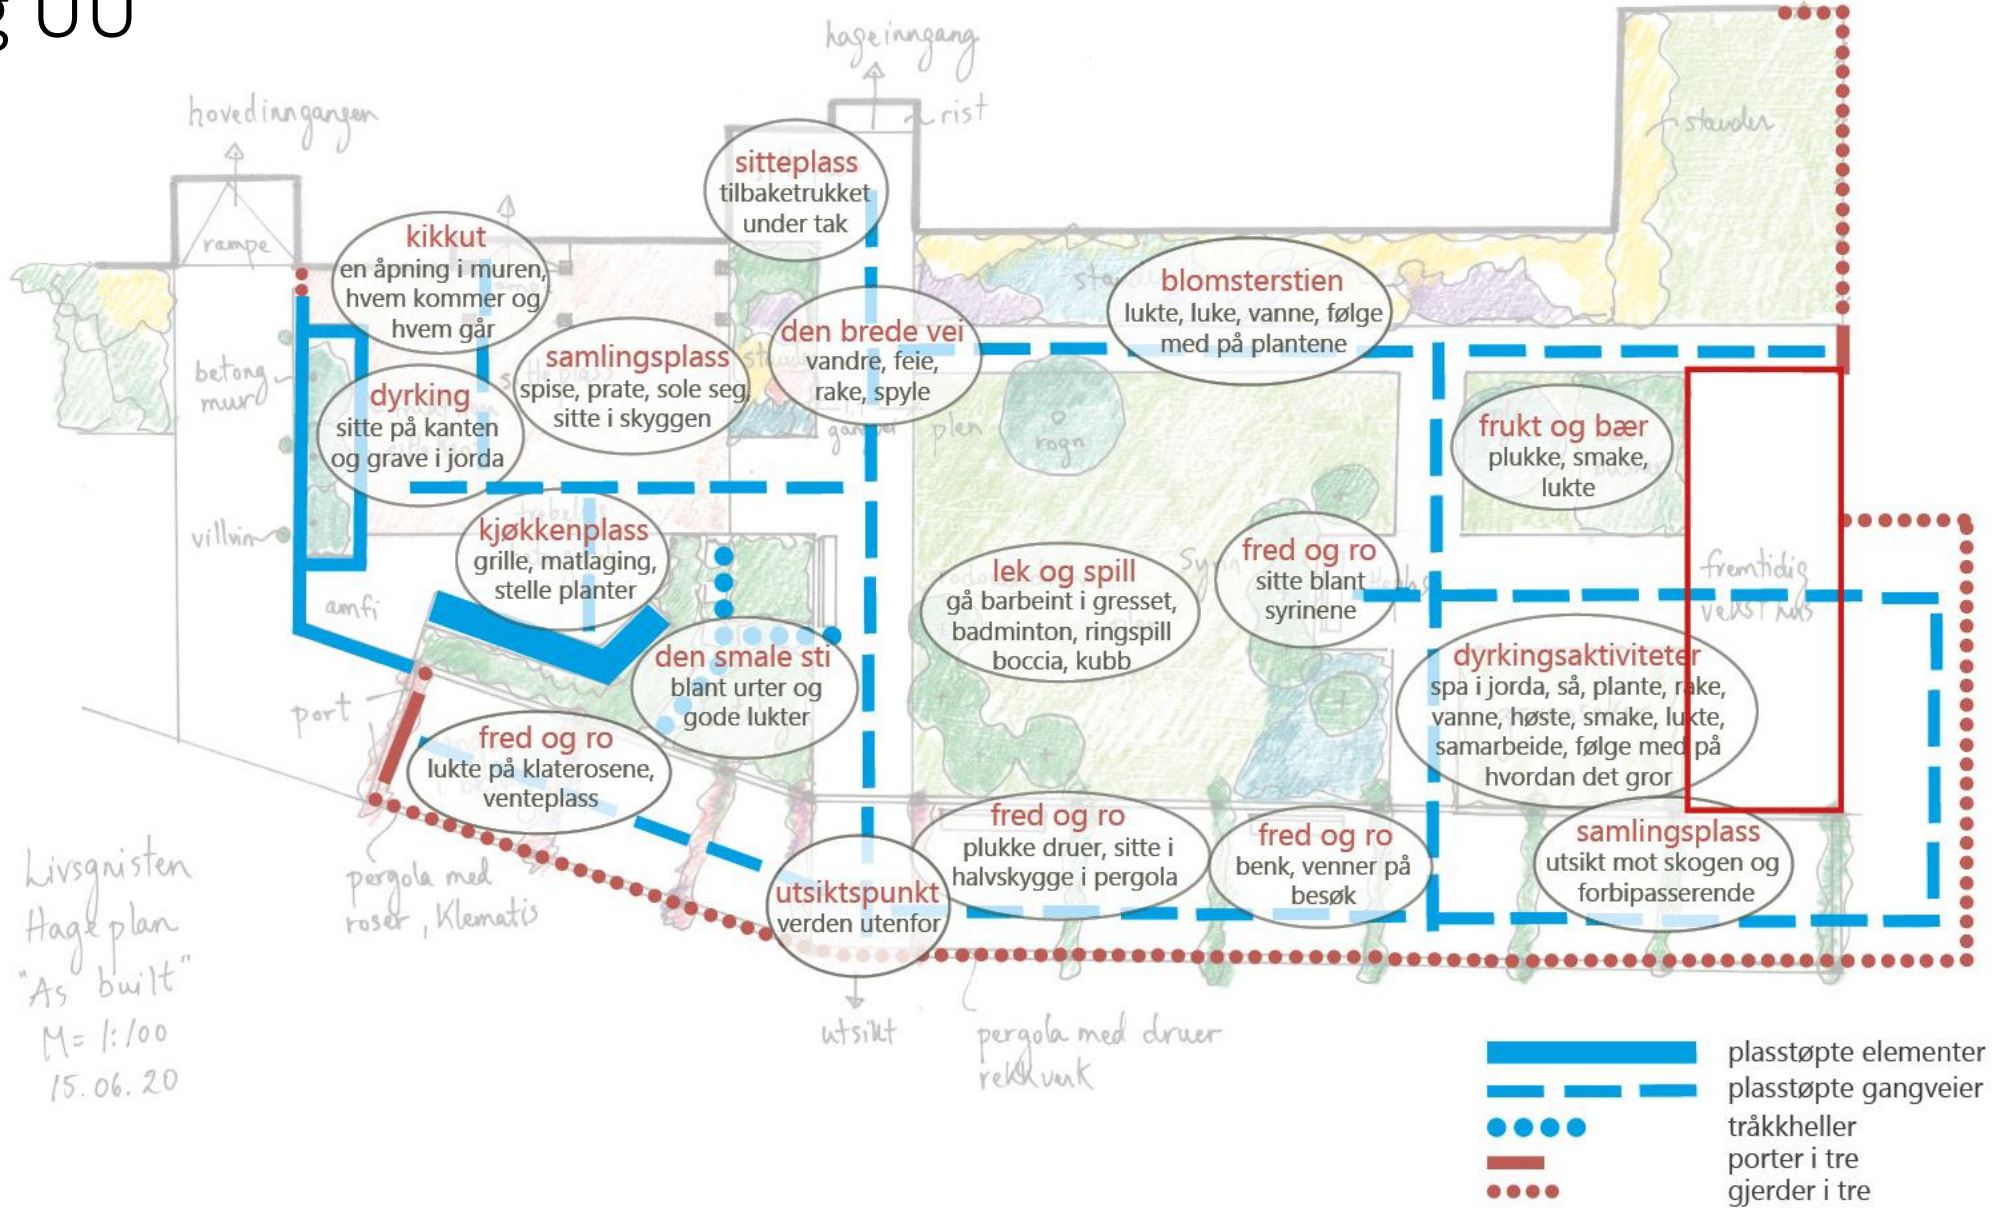 g UU
hageinngang
rist
hovedinngangen
rampe
stauder
sitteplass
tilbaketrukket
under tak
kikkut
en åpning i muren,
hvem kommer og
hvem går
blomsterstien
lukte, luke, vanne, følge
med på plantene
den brede vei
vandre, feie,
rake, spyle
samlingsplass
spise, prate, sole seg,
sitte i skyggen
betong
mur
dyrking
sitte på kanten
og grave i jorda
plen
rogn
frukt og bær
plukke, smake,
lukte
villvin
kjøkkenplass
grille, matlaging,
stelle planter
lek og spill
gå barbeint i gresset,
badminton, ringspill
boccia, kubb
fred og ro
sitte blant
syrinene
fremtidig
veksthus
amfi
den smale sti
blant urter og
gode lukter
dyrkingsaktiviteter
spa i jorda, så, plante, rake,
vanne, høste, smake, lukte,
samarbeide, følge med på
hvordan det gror
port
fred og ro
lukte på klaterosene,
venteplass
fred og ro
plukke druer, sitte i
halvskygge i pergola
fred og ro
benk, venner på
besøk
samlingsplass
utsikt mot skogen og
forbipasserende
utsiktspunkt
verden utenfor
pergola med
roser, Klematis
Livsgnisten
Hageplan
"As built"
M= 1:100
15.06.20
utsikt
pergola med druer
rekkverk
plasstøpte elementer
plasstøpte gangveier
tråkkheller
porter i tre
gjerder i tre